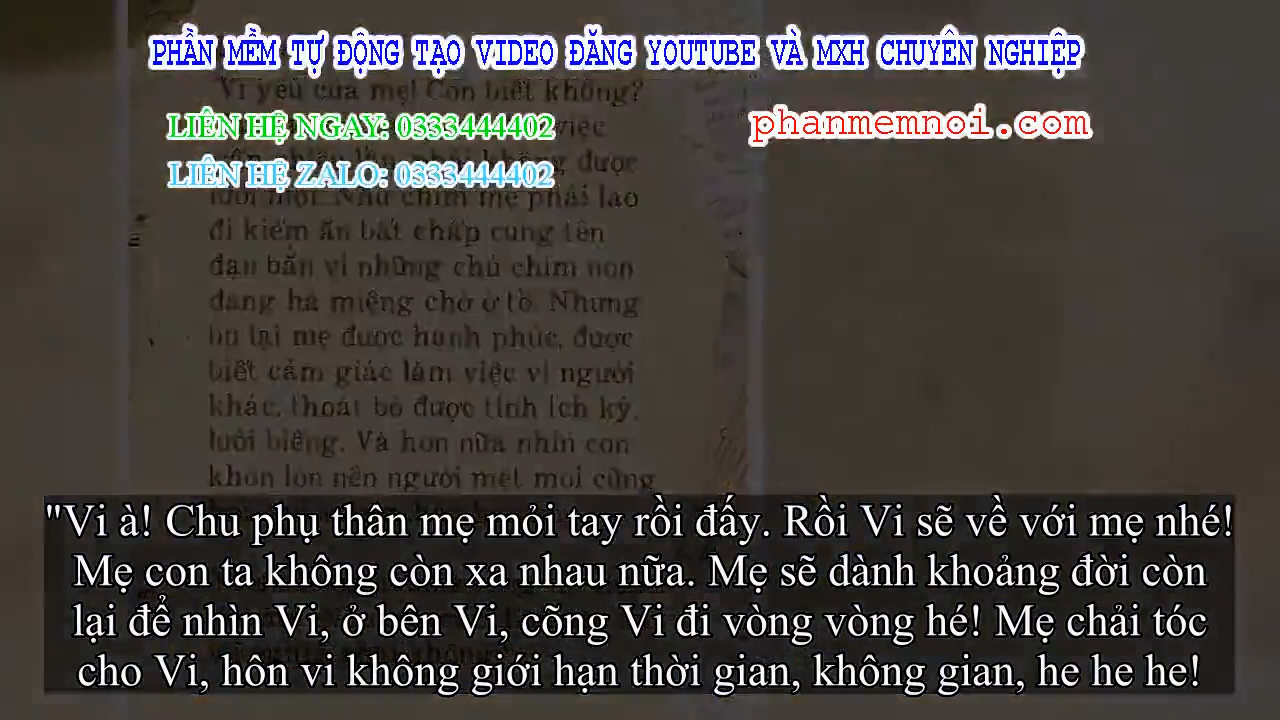 PHẦN MỀM TỰ ĐỘNG TẠO VIDEO ĐĂNG YOUTUBE VÀ MXH CHUYÊN NGHIỆP
Vi yêu của mẹ! Con biết không?
LIÊN HỆ NGAY: 0333444402
việc
phanmemnoi.com
được
LIÊN HỆ ZALO: 0333444402
mẹ phải lao
đi kiếm ăn bất chấp cung tên
đạn bắn vì những chú chim non
đang há miệng chờ ở tổ. Nhưng
bù lại mẹ được hạnh phúc, được
biết cảm giác làm việc vì người
khác, thoát bỏ được tính ích kỷ,
lười biếng. Và hơn nữa nhìn con
khôn lớn nên người mệt mỏi cũng
"Vi à! Chu phụ thân mẹ mỏi tay rồi đấy. Rồi Vi sẽ về với mẹ nhé!
Mẹ con ta không còn xa nhau nữa. Mẹ sẽ dành khoảng đời còn
lại để nhìn Vi, ở bên Vi, cõng Vi đi vòng vòng hé! Mẹ chải tóc
cho Vi, hôn vi không giới hạn thời gian, không gian, he he he!